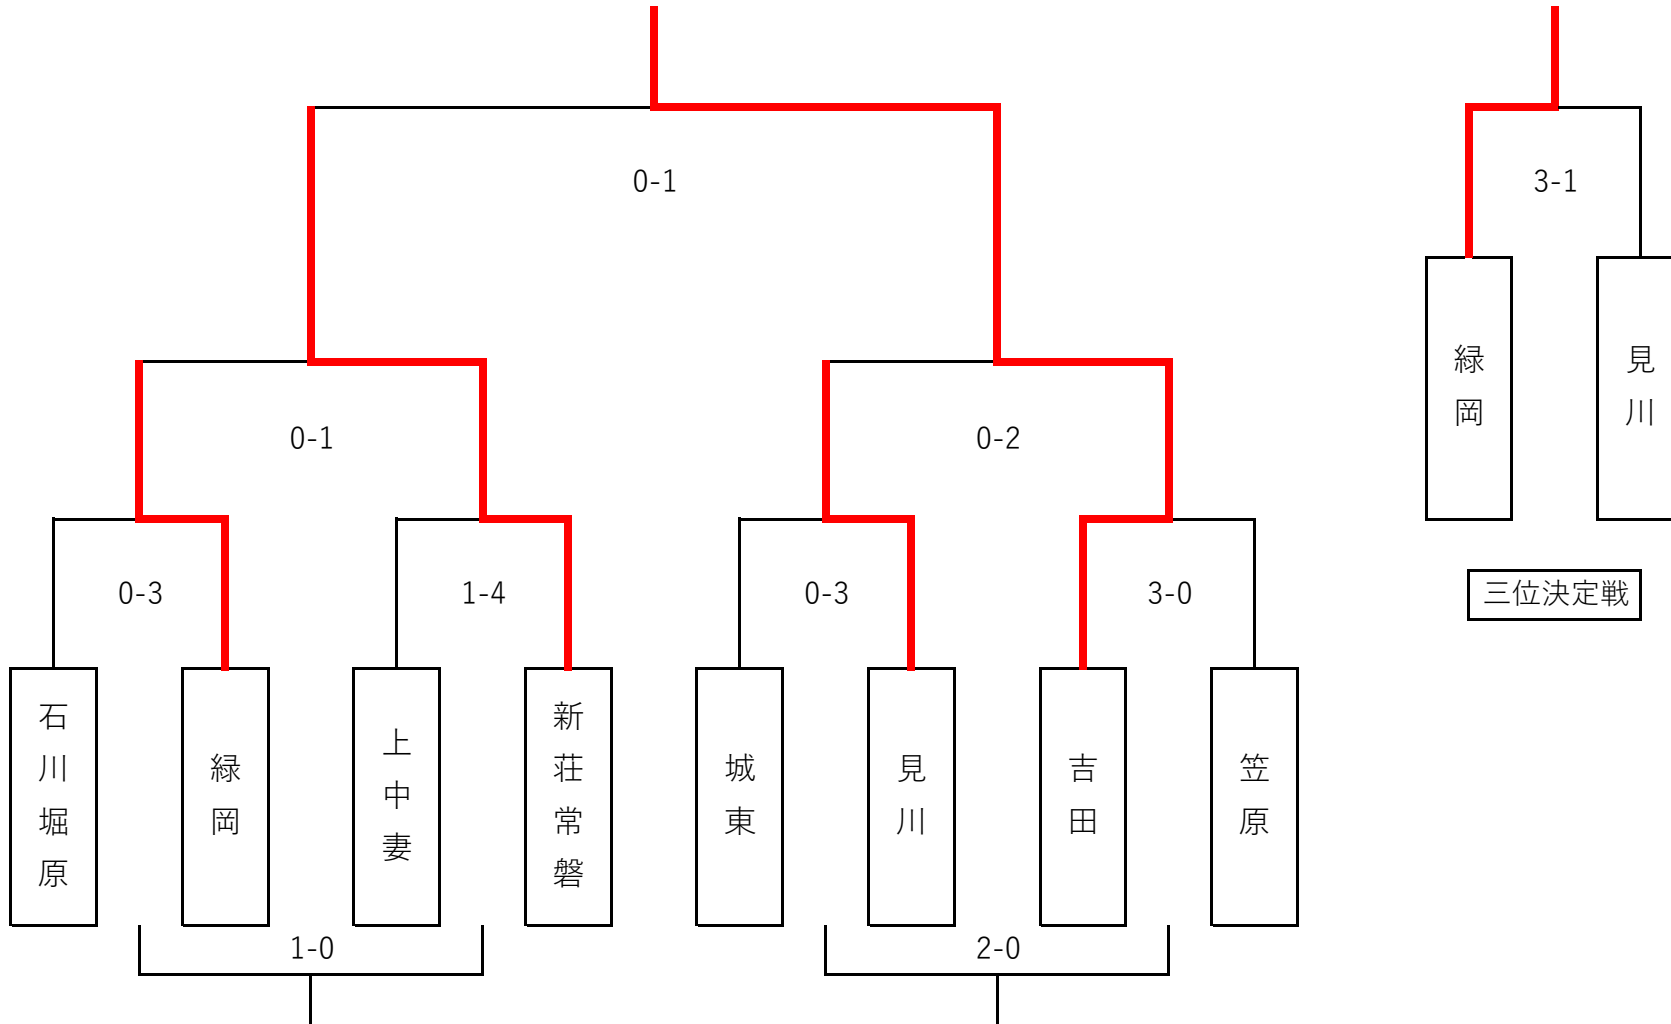 0-1
3-1
緑岡
見川
0-1
0-2
三位決定戦
0-3
1-4
0-3
3-0
石川堀原
緑岡
上中妻
新荘常磐
城東
見川
吉田
笠原
1-0
2-0